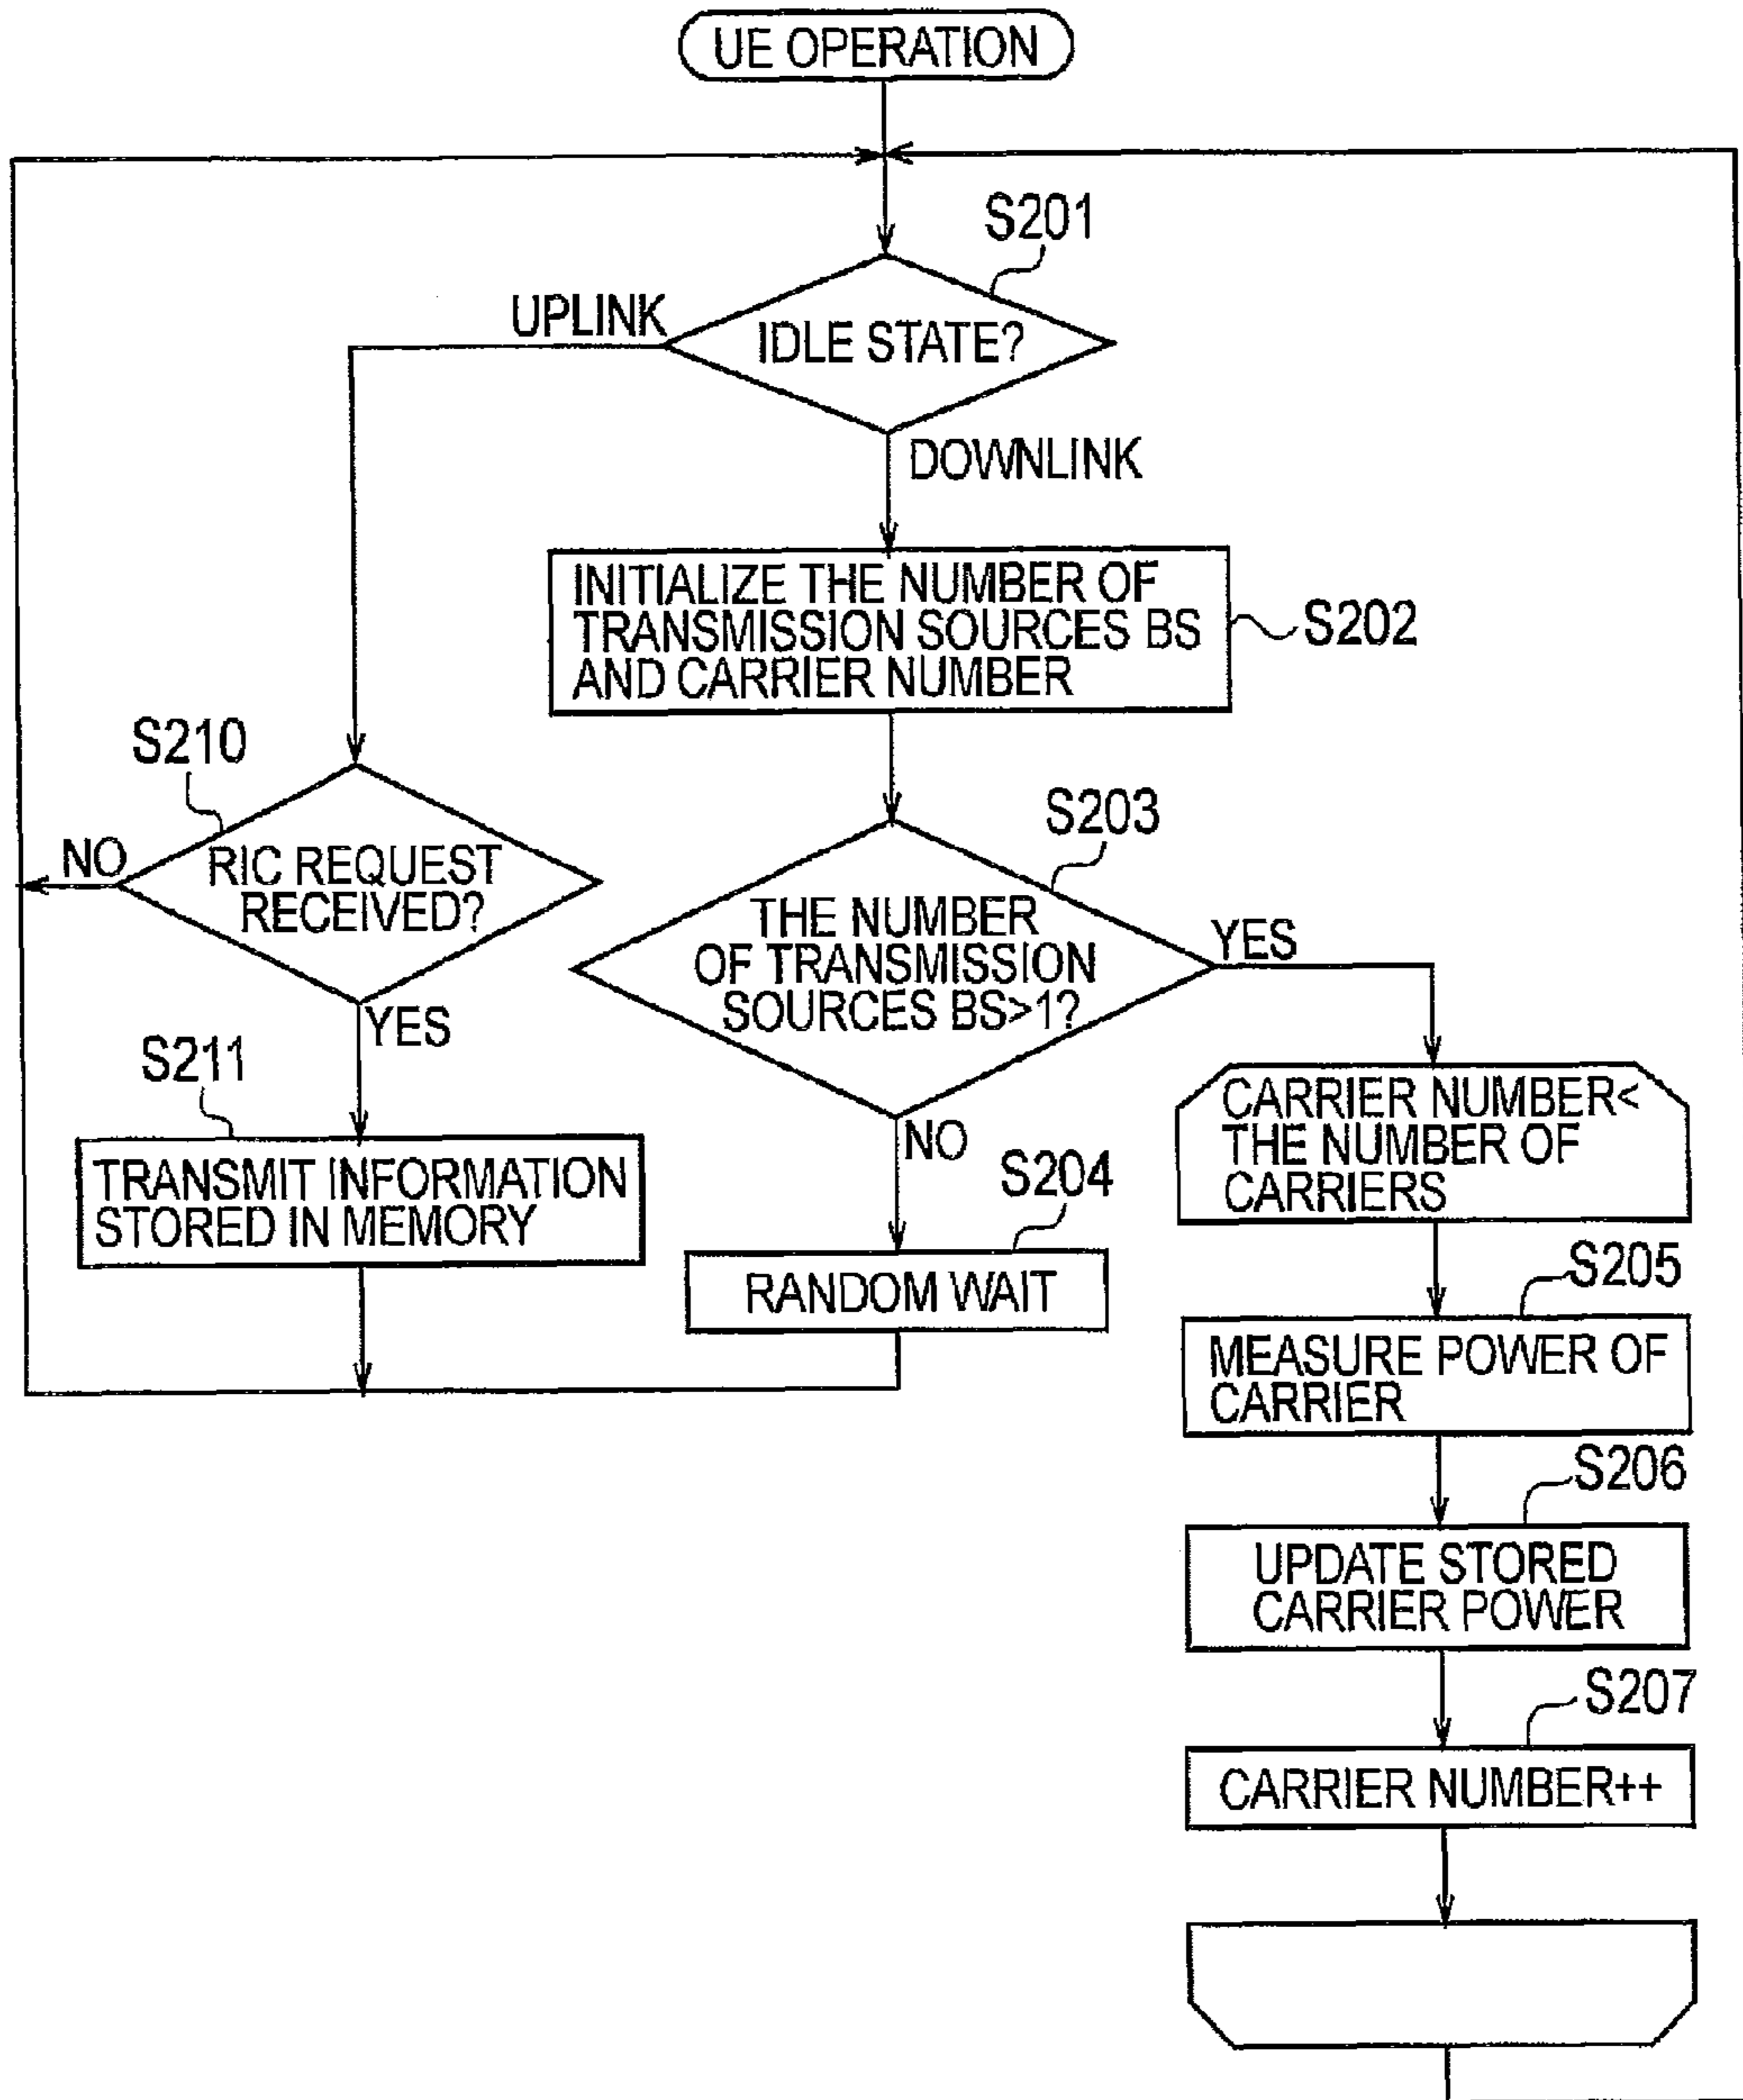 UE OPERATION
S201
UPLINK
IDLE STATE?
DOWNLINK
INITIALIZE THE NUMBER OF
TRANSMISSION SOURCES BS
AND CARRIER NUMBER
S202
S210
NO
RIC REQUEST
RECEIVED?
YES
S203
THE NUMBER
OF TRANSMISSION
SOURCES BS>1?
YES
NO
S211
TRANSMIT INFORMATION
STORED IN MEMORY
S204
RANDOM WAIT
CARRIER NUMBER<
THE NUMBER OF
CARRIERS
S205
MEASURE POWER OF
CARRIER
S206
UPDATE STORED
CARRIER POWER
S207
CARRIER NUMBER++